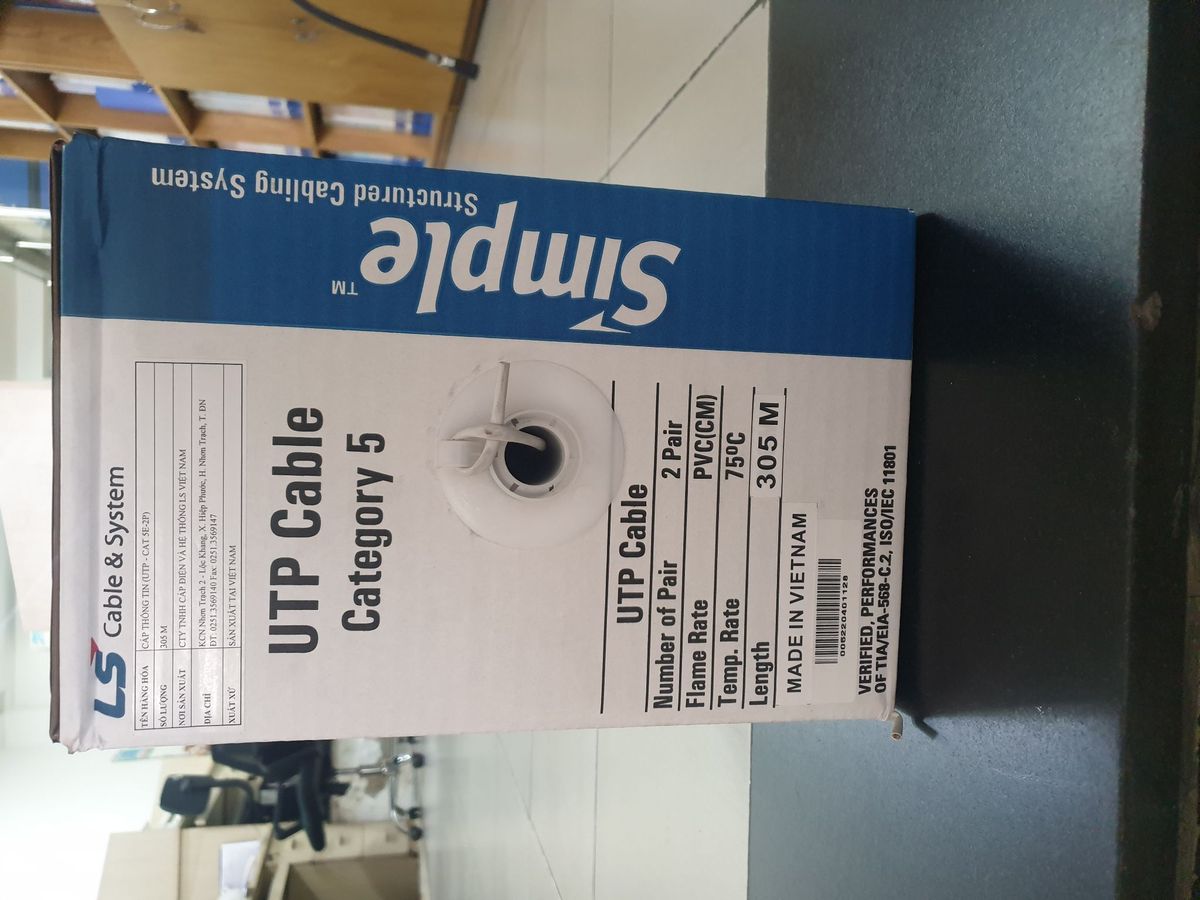 LS Cable & System
TÊN HÀNG HÓA CÁP THÔNG TIN (UTP - CAT 5E-2P)
SỐ LƯỢNG 305 M
NƠI SẢN XUẤT CTY TNHH CÁP ĐIỆN VÀ HỆ THỐNG LS VIỆT NAM
ĐỊA CHỈ KCN Nhơn Trạch 2 - Lộc Khang, X. Hiệp Phước, H. Nhơn Trạch, T. ĐN
ĐT: 0251.3569140 Fax: 0251.3569147
XUẤT XỨ SẢN XUẤT TẠI VIỆT NAM
UTP Cable
Category 5
UTP Cable
Number of Pair 2 Pair
Flame Rate PVC(CM)
Temp. Rate 75ºC
Length 305 M
MADE IN VIETNAM
005220401128
VERIFIED, PERFORMANCES
OF TIA/EIA-568-C.2, ISO/IEC 11801
Simple™
Structured Cabling System